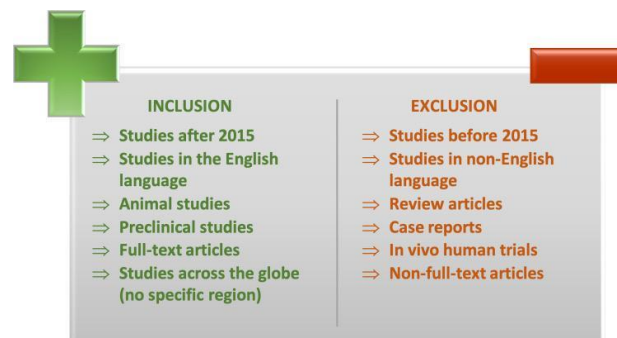 INCLUSION
⇒ Studies after 2015
⇒ Studies in the English
language
⇒ Animal studies
⇒ Preclinical studies
⇒ Full-text articles
⇒ Studies across the globe
(no specific region)
EXCLUSION
⇒ Studies before 2015
⇒ Studies in non-English
language
⇒ Review articles
⇒ Case reports
⇒ In vivo human trials
⇒ Non-full-text articles